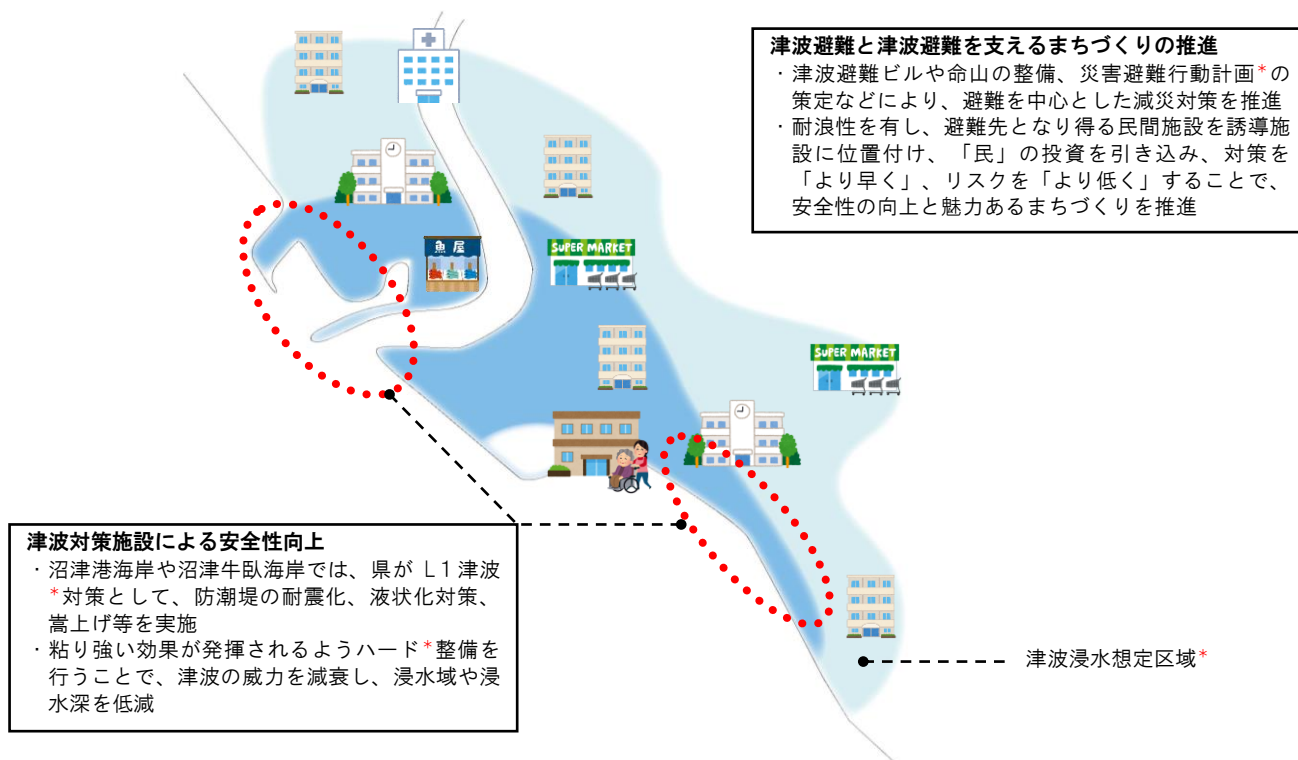 津波避難と津波避難を支えるまちづくりの推進
・津波避難ビルや命山の整備、災害避難行動計画*の
策定などにより、避難を中心とした減災対策を推進
・耐浪性を有し、避難先となり得る民間施設を誘導施
設に位置付け、「民」の投資を引き込み、対策を
「より早く」、リスクを「より低く」することで、
安全性の向上と魅力あるまちづくりを推進
魚屋
SUPER MARKET
SUPER MARKET
津波対策施設による安全性向上
・沼津港海岸や沼津牛臥海岸では、県がL1津波
*対策として、防潮堤の耐震化、液状化対策、
嵩上げ等を実施
・粘り強い効果が発揮されるようハード*整備を
行うことで、津波の威力を減衰し、浸水域や浸
水深を低減
津波浸水想定区域*